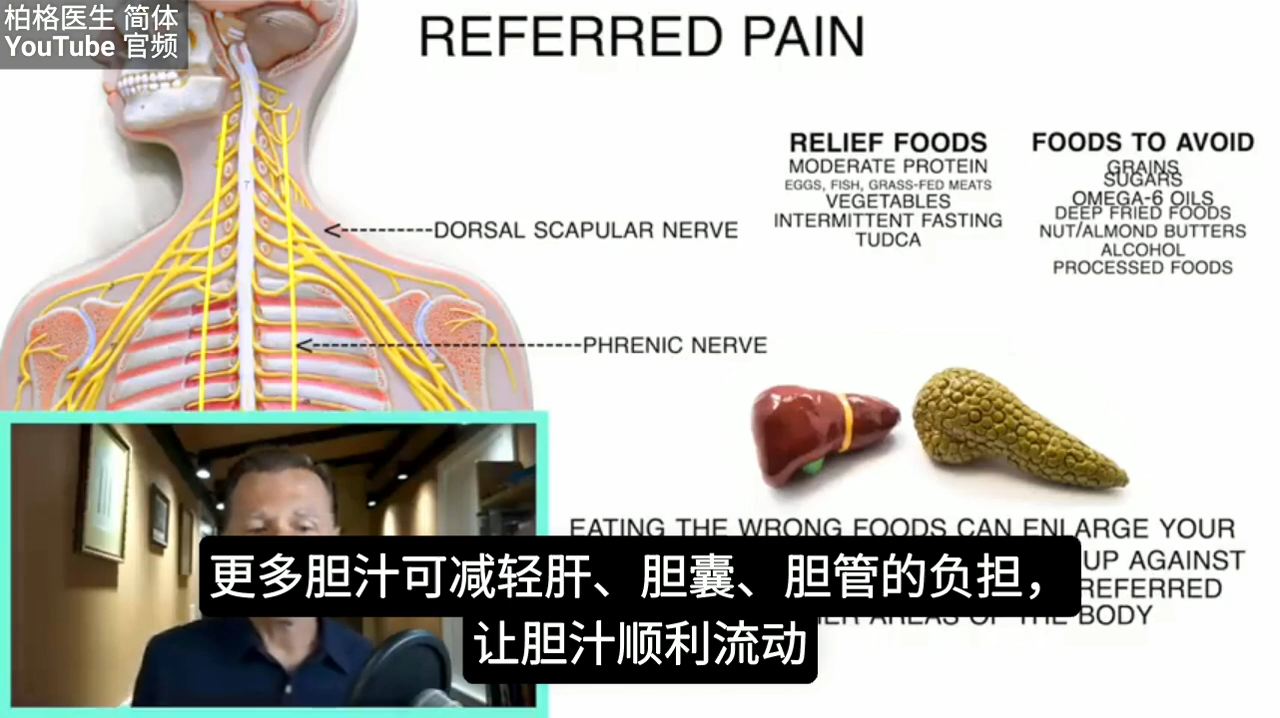 柏格医生 简体
YouTube 官频
REFERRED PAIN
RELIEF FOODS
MODERATE PROTEIN
EGGS, FISH, GRASS-FED MEATS
VEGETABLES
INTERMITTENT FASTING
TUDCA
FOODS TO AVOID
GRAINS
SUGARS
OMEGA-6 OILS
DEEP FRIED FOODS
NUT/ALMOND BUTTERS
ALCOHOL
PROCESSED FOODS
<----------DORSAL SCAPULAR NERVE
7
<---------------------------PHRENIC NERVE
EATING THE WRONG FOODS CAN ENLARGE YOUR
UP AGAINST
REFERRED
AREAS OF THE BODY
更多胆汁可减轻肝、胆囊、胆管的负担，
让胆汁顺利流动